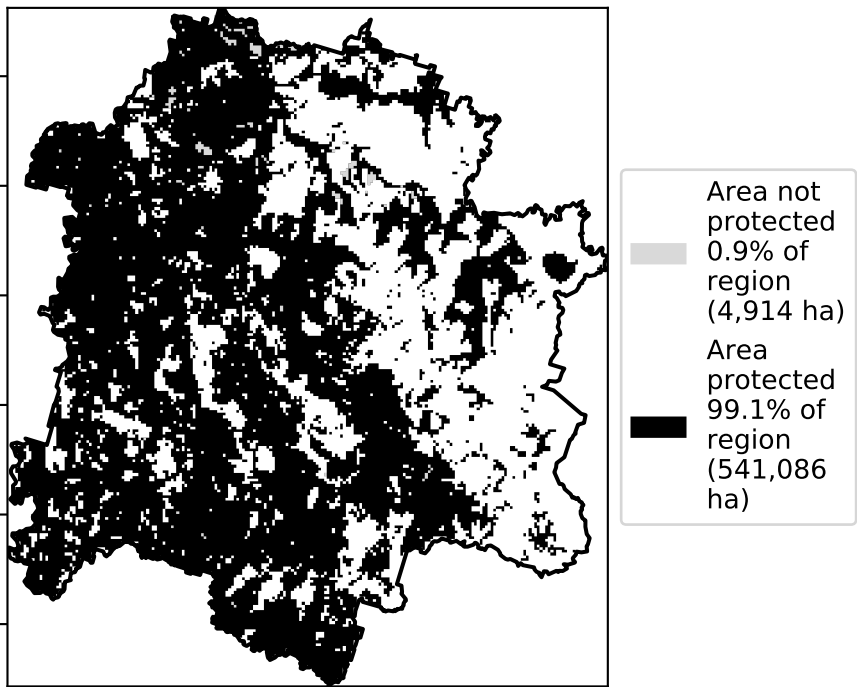 Area not
protected
0.9% of
region
(4,914 ha)
Area
protected
99.1% of
region
(541,086
ha)